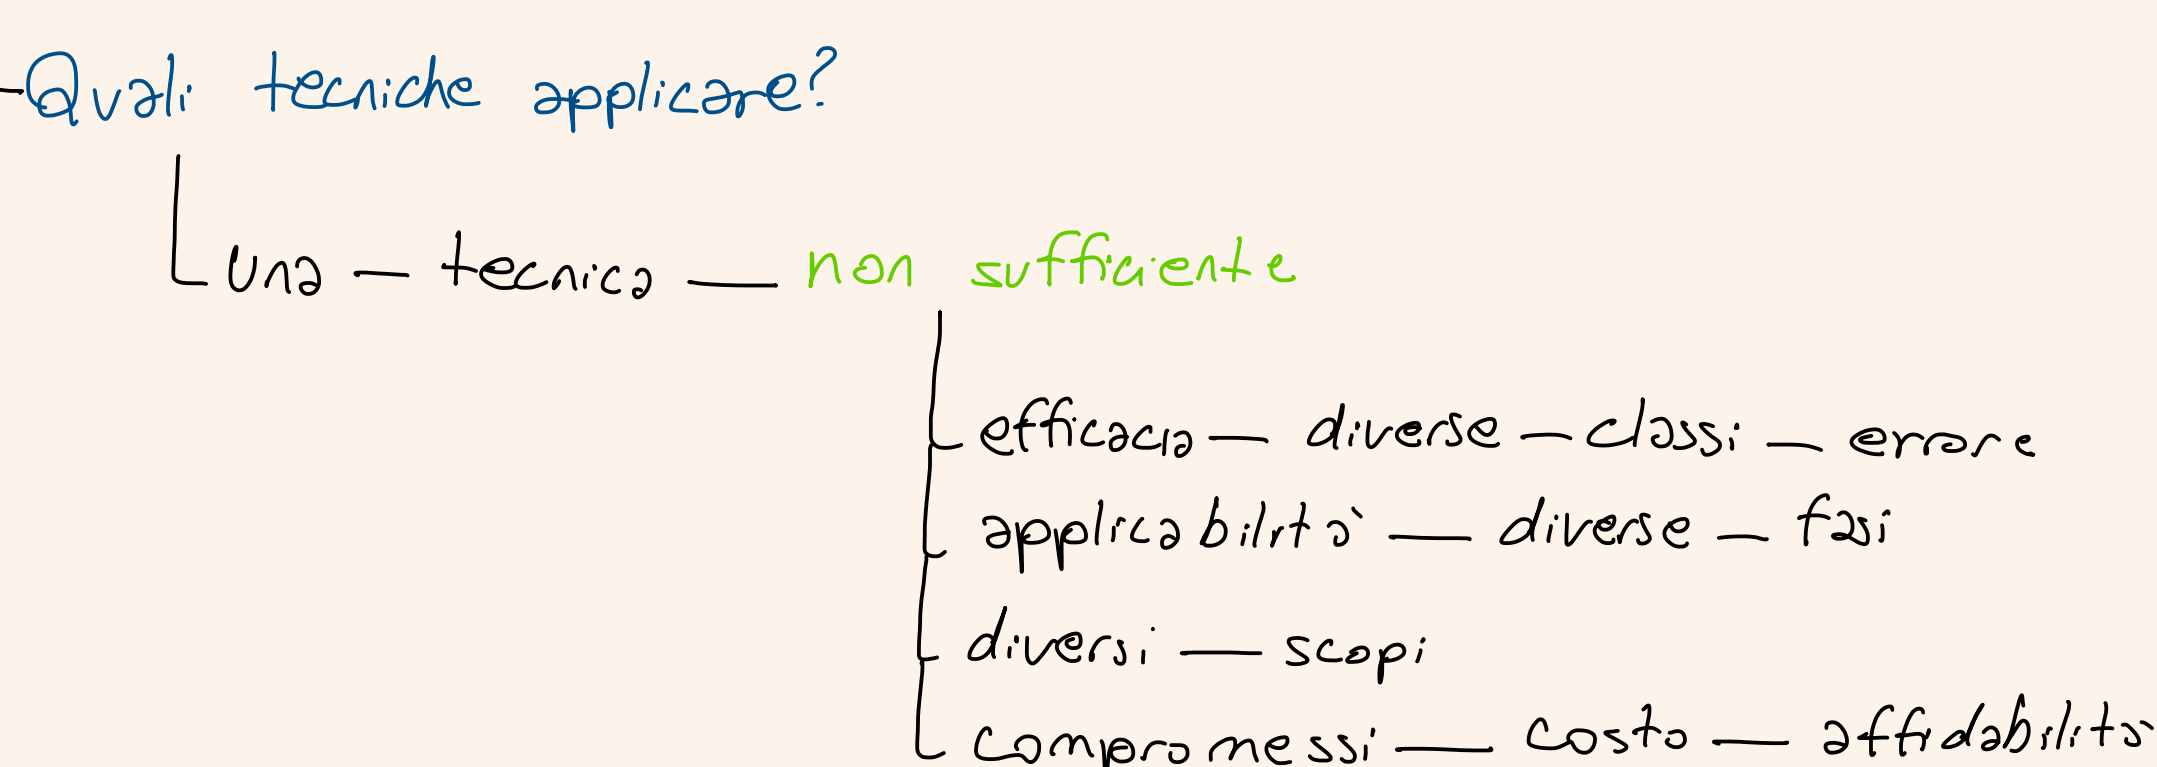 Quali tecniche applicare?
una — tecnica — non sufficiente
efficacia — diverse — classi — errore
applicabilità — diverse — fasi
diversi — scopi
compromessi — costo — affidabilità